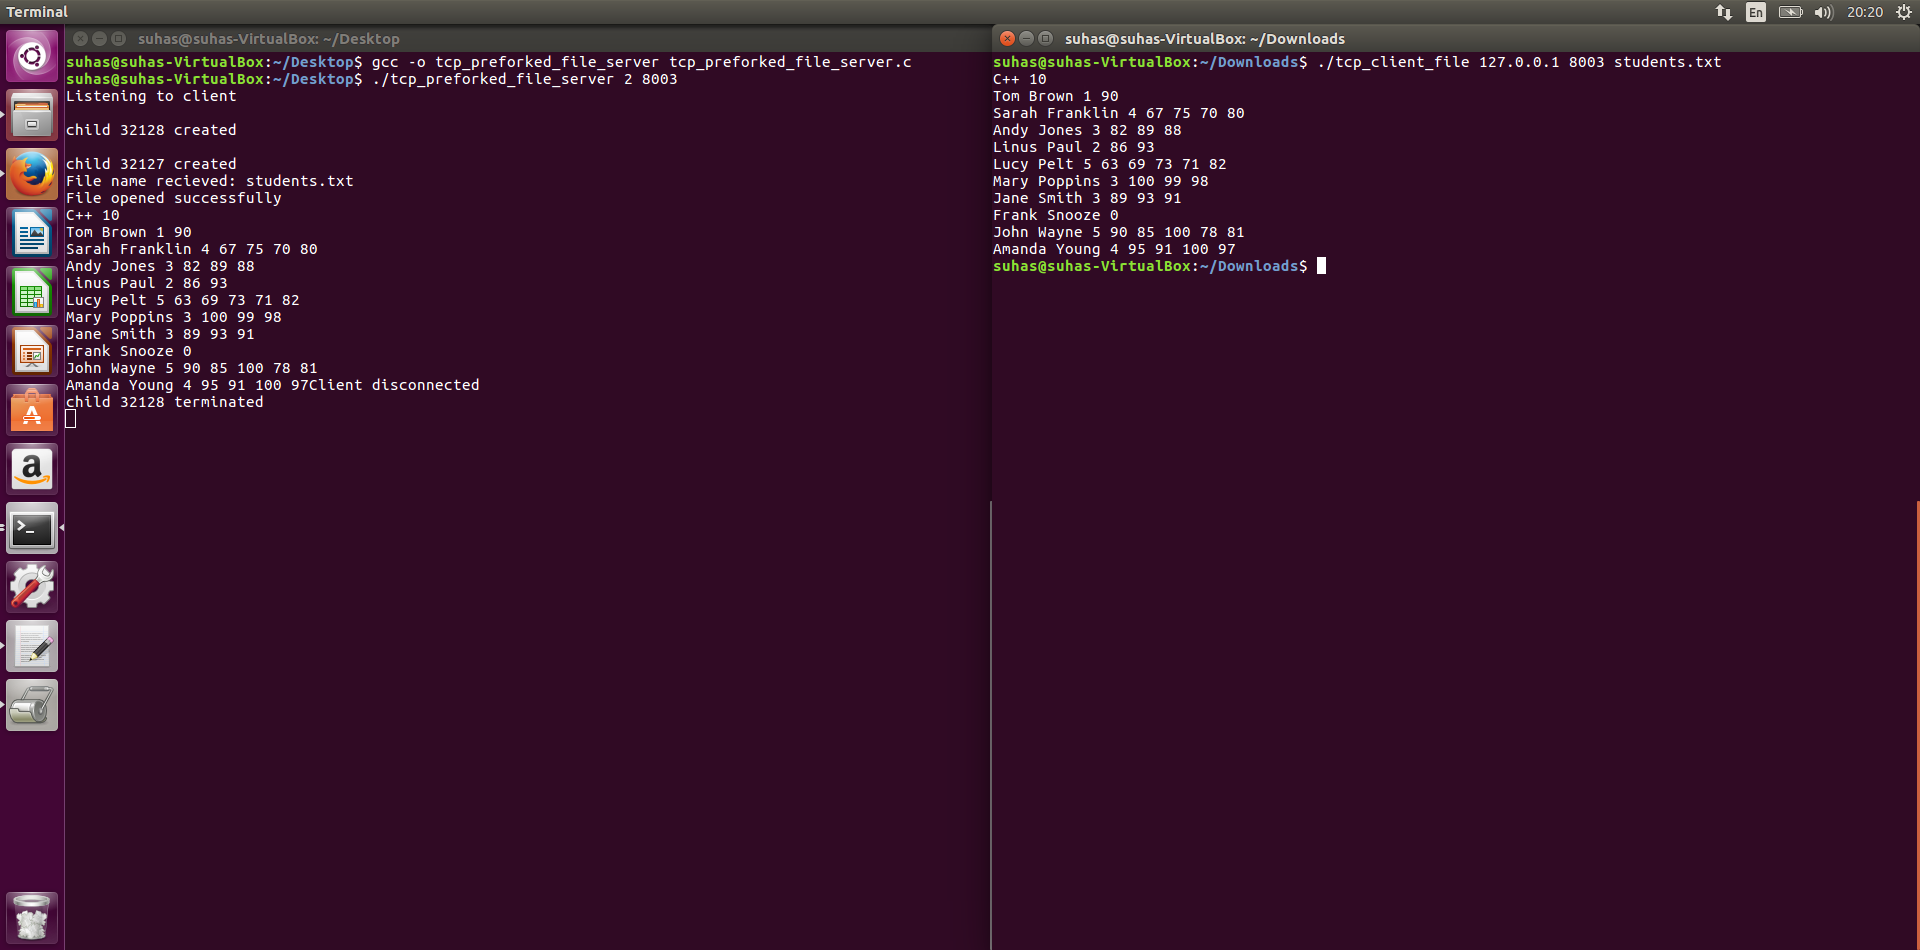 Terminal
En
20:20
suhas@suhas-VirtualBox: ~/Desktop
suhas@suhas-VirtualBox:~/Desktop$ gcc -o tcp_preforked_file_server tcp_preforked_file_server.c
suhas@suhas-VirtualBox:~/Desktop$ ./tcp_preforked_file_server 2 8003
Listening to client
child 32128 created
child 32127 created
File name recieved: students.txt
File opened successfully
C++ 10
Tom Brown 1 90
Sarah Franklin 4 67 75 70 80
Andy Jones 3 82 89 88
Linus Paul 2 86 93
Lucy Pelt 5 63 69 73 71 82
Mary Poppins 3 100 99 98
Jane Smith 3 89 93 91
Frank Snooze 0
John Wayne 5 90 85 100 78 81
Amanda Young 4 95 91 100 97Client disconnected
child 32128 terminated
suhas@suhas-VirtualBox: ~/Downloads
suhas@suhas-VirtualBox:~/Downloads$ ./tcp_client_file 127.0.0.1 8003 students.txt
C++ 10
Tom Brown 1 90
Sarah Franklin 4 67 75 70 80
Andy Jones 3 82 89 88
Linus Paul 2 86 93
Lucy Pelt 5 63 69 73 71 82
Mary Poppins 3 100 99 98
Jane Smith 3 89 93 91
Frank Snooze 0
John Wayne 5 90 85 100 78 81
Amanda Young 4 95 91 100 97
suhas@suhas-VirtualBox:~/Downloads$